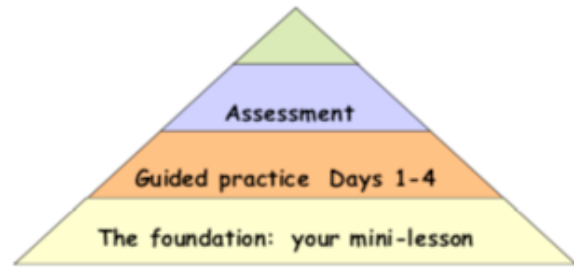 Assessment
Guided practice  Days 1-4
The foundation:  your mini-lesson